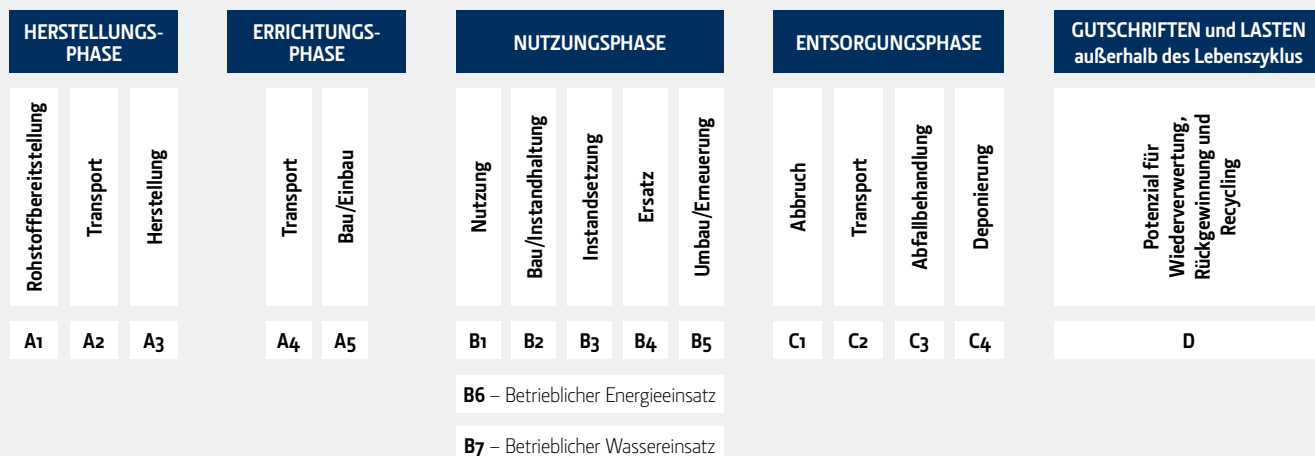 HERSTELLUNGS-
PHASE
ERRICHTUNGS-
PHASE
NUTZUNGSPHASE
ENTSORGUNGSPHASE
GUTSCHRIFTEN und LASTEN
außerhalb des Lebenszyklus
Rohstoffbereitstellung
Transport
Herstellung
Transport
Bau/Einbau
Nutzung
Bau/Instandhaltung
Instandsetzung
Ersatz
Umbau/Erneuerung
Abbruch
Transport
Abfallbehandlung
Deponierung
Potenzial für
Wiederverwertung,
Rückgewinnung und
Recycling
A1
A2
A3
A4
A5
B1
B2
B3
B4
B5
C1
C2
C3
C4
D
B6 – Betrieblicher Energieeinsatz
B7 – Betrieblicher Wassereinsatz